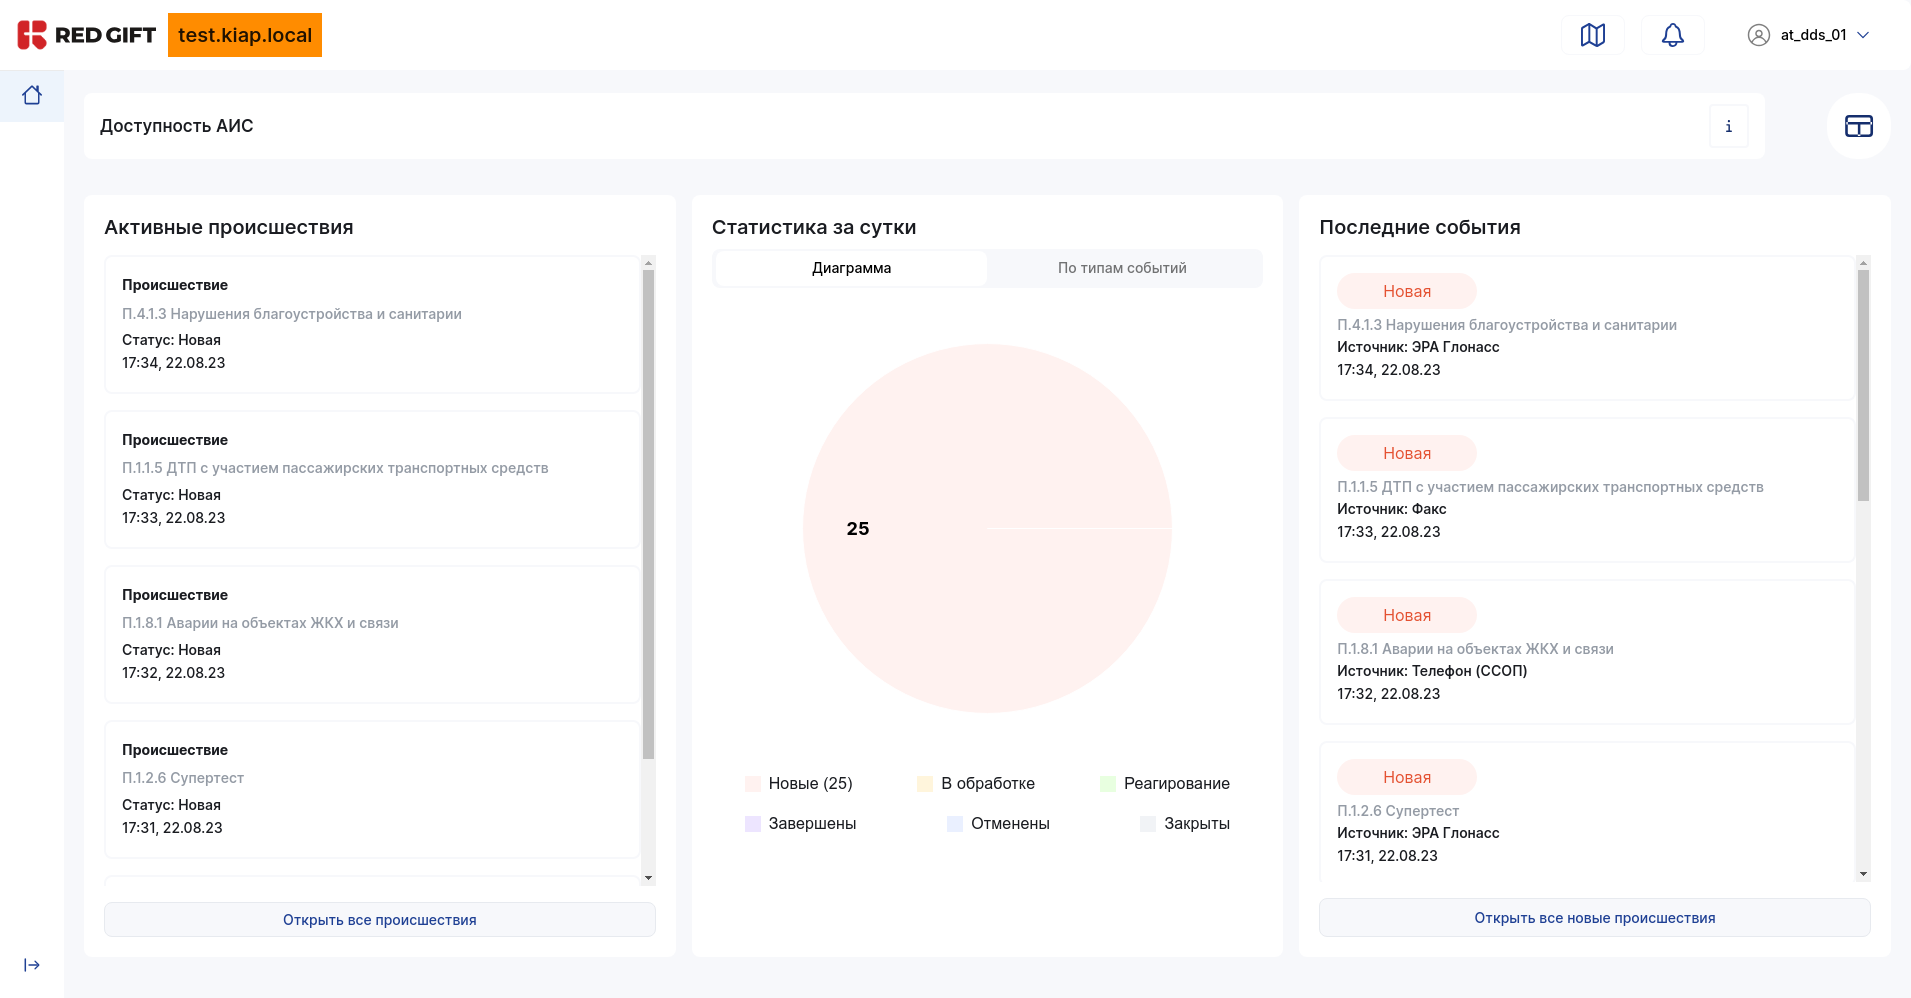 RED GIFT
test.kiap.local
at_dds_01
Доступность АИС
i
Активные происшествия
Происшествие
П.4.1.3 Нарушения благоустройства и санитарии
Статус: Новая
17:34, 22.08.23
Происшествие
П.1.1.5 ДТП с участием пассажирских транспортных средств
Статус: Новая
17:33, 22.08.23
Происшествие
П.1.8.1 Аварии на объектах ЖКХ и связи
Статус: Новая
17:32, 22.08.23
Происшествие
П.1.2.6 Супертест
Статус: Новая
17:31, 22.08.23
Открыть все происшествия
Статистика за сутки
Диаграмма
По типам событий
25
Новые (25)
В обработке
Реагирование
Завершены
Отменены
Закрыты
Последние события
Новая
П.4.1.3 Нарушения благоустройства и санитарии
Источник: ЭРА Глонасс
17:34, 22.08.23
Новая
П.1.1.5 ДТП с участием пассажирских транспортных средств
Источник: Факс
17:33, 22.08.23
Новая
П.1.8.1 Аварии на объектах ЖКХ и связи
Источник: Телефон (ССОП)
17:32, 22.08.23
Новая
П.1.2.6 Супертест
Источник: ЭРА Глонасс
17:31, 22.08.23
Открыть все новые происшествия